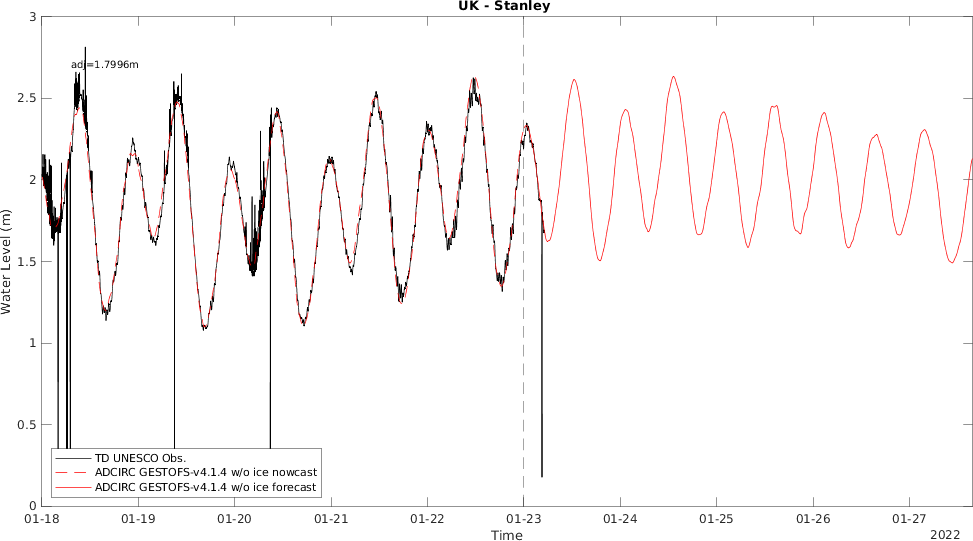 UK - Stanley
adj=1.7996m
Water Level (m)
3
2.5
2
1.5
1
0.5
0
TD UNESCO Obs.
ADCIRC GESTOFS-v4.1.4 w/o ice nowcast
ADCIRC GESTOFS-v4.1.4 w/o ice forecast
01-18 01-19 01-20 01-21 01-22 01-23 01-24 01-25 01-26 01-27
Time
2022